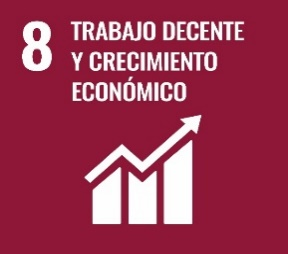 8 TRABAJO DECENTE
Y CRECIMIENTO
ECONÓMICO